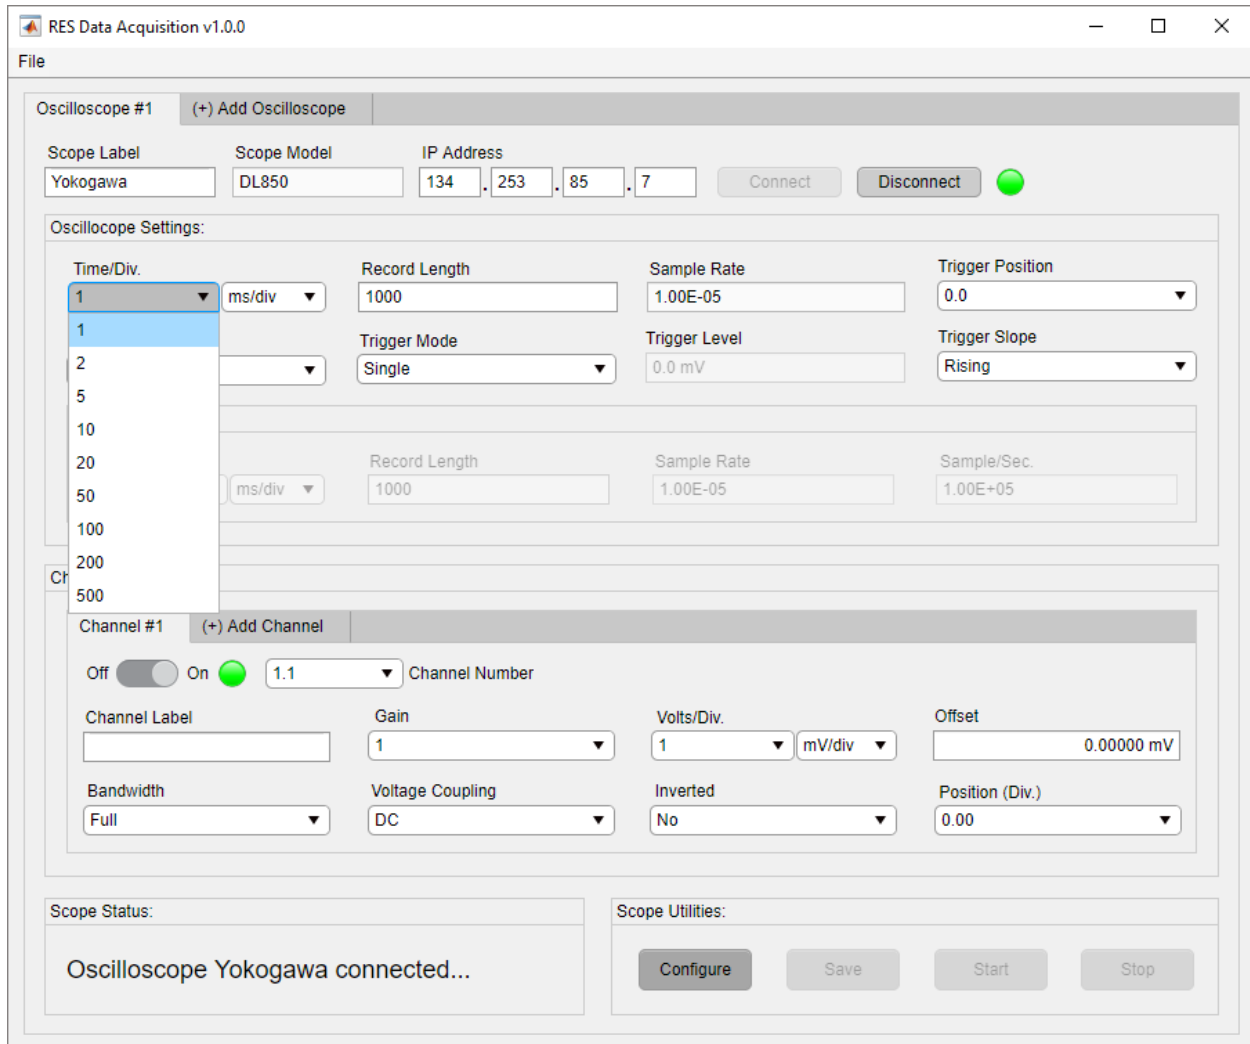 RES Data Acquisition v1.0.0
File
Oscilloscope #1 (+) Add Oscilloscope
Scope Label Scope Model IP Address
Yokogawa DL850 134 . 253 . 85 . 7 Connect Disconnect
Oscillocope Settings:
Time/Div. Record Length Sample Rate Trigger Position
1 ms/div 1000 1.00E-05 0.0
1
2
5
10
20
50
100
200
500
Trigger Mode Trigger Level Trigger Slope
Single 0.0 mV Rising
Record Length Sample Rate Sample/Sec.
ms/div 1000 1.00E-05 1.00E+05
Ch
Channel #1 (+) Add Channel
Off On 1.1 Channel Number
Channel Label Gain Volts/Div. Offset
1 1 mV/div 0.00000 mV
Bandwidth Voltage Coupling Inverted Position (Div.)
Full DC No 0.00
Scope Status: Scope Utilities:
Oscilloscope Yokogawa connected... Configure Save Start Stop